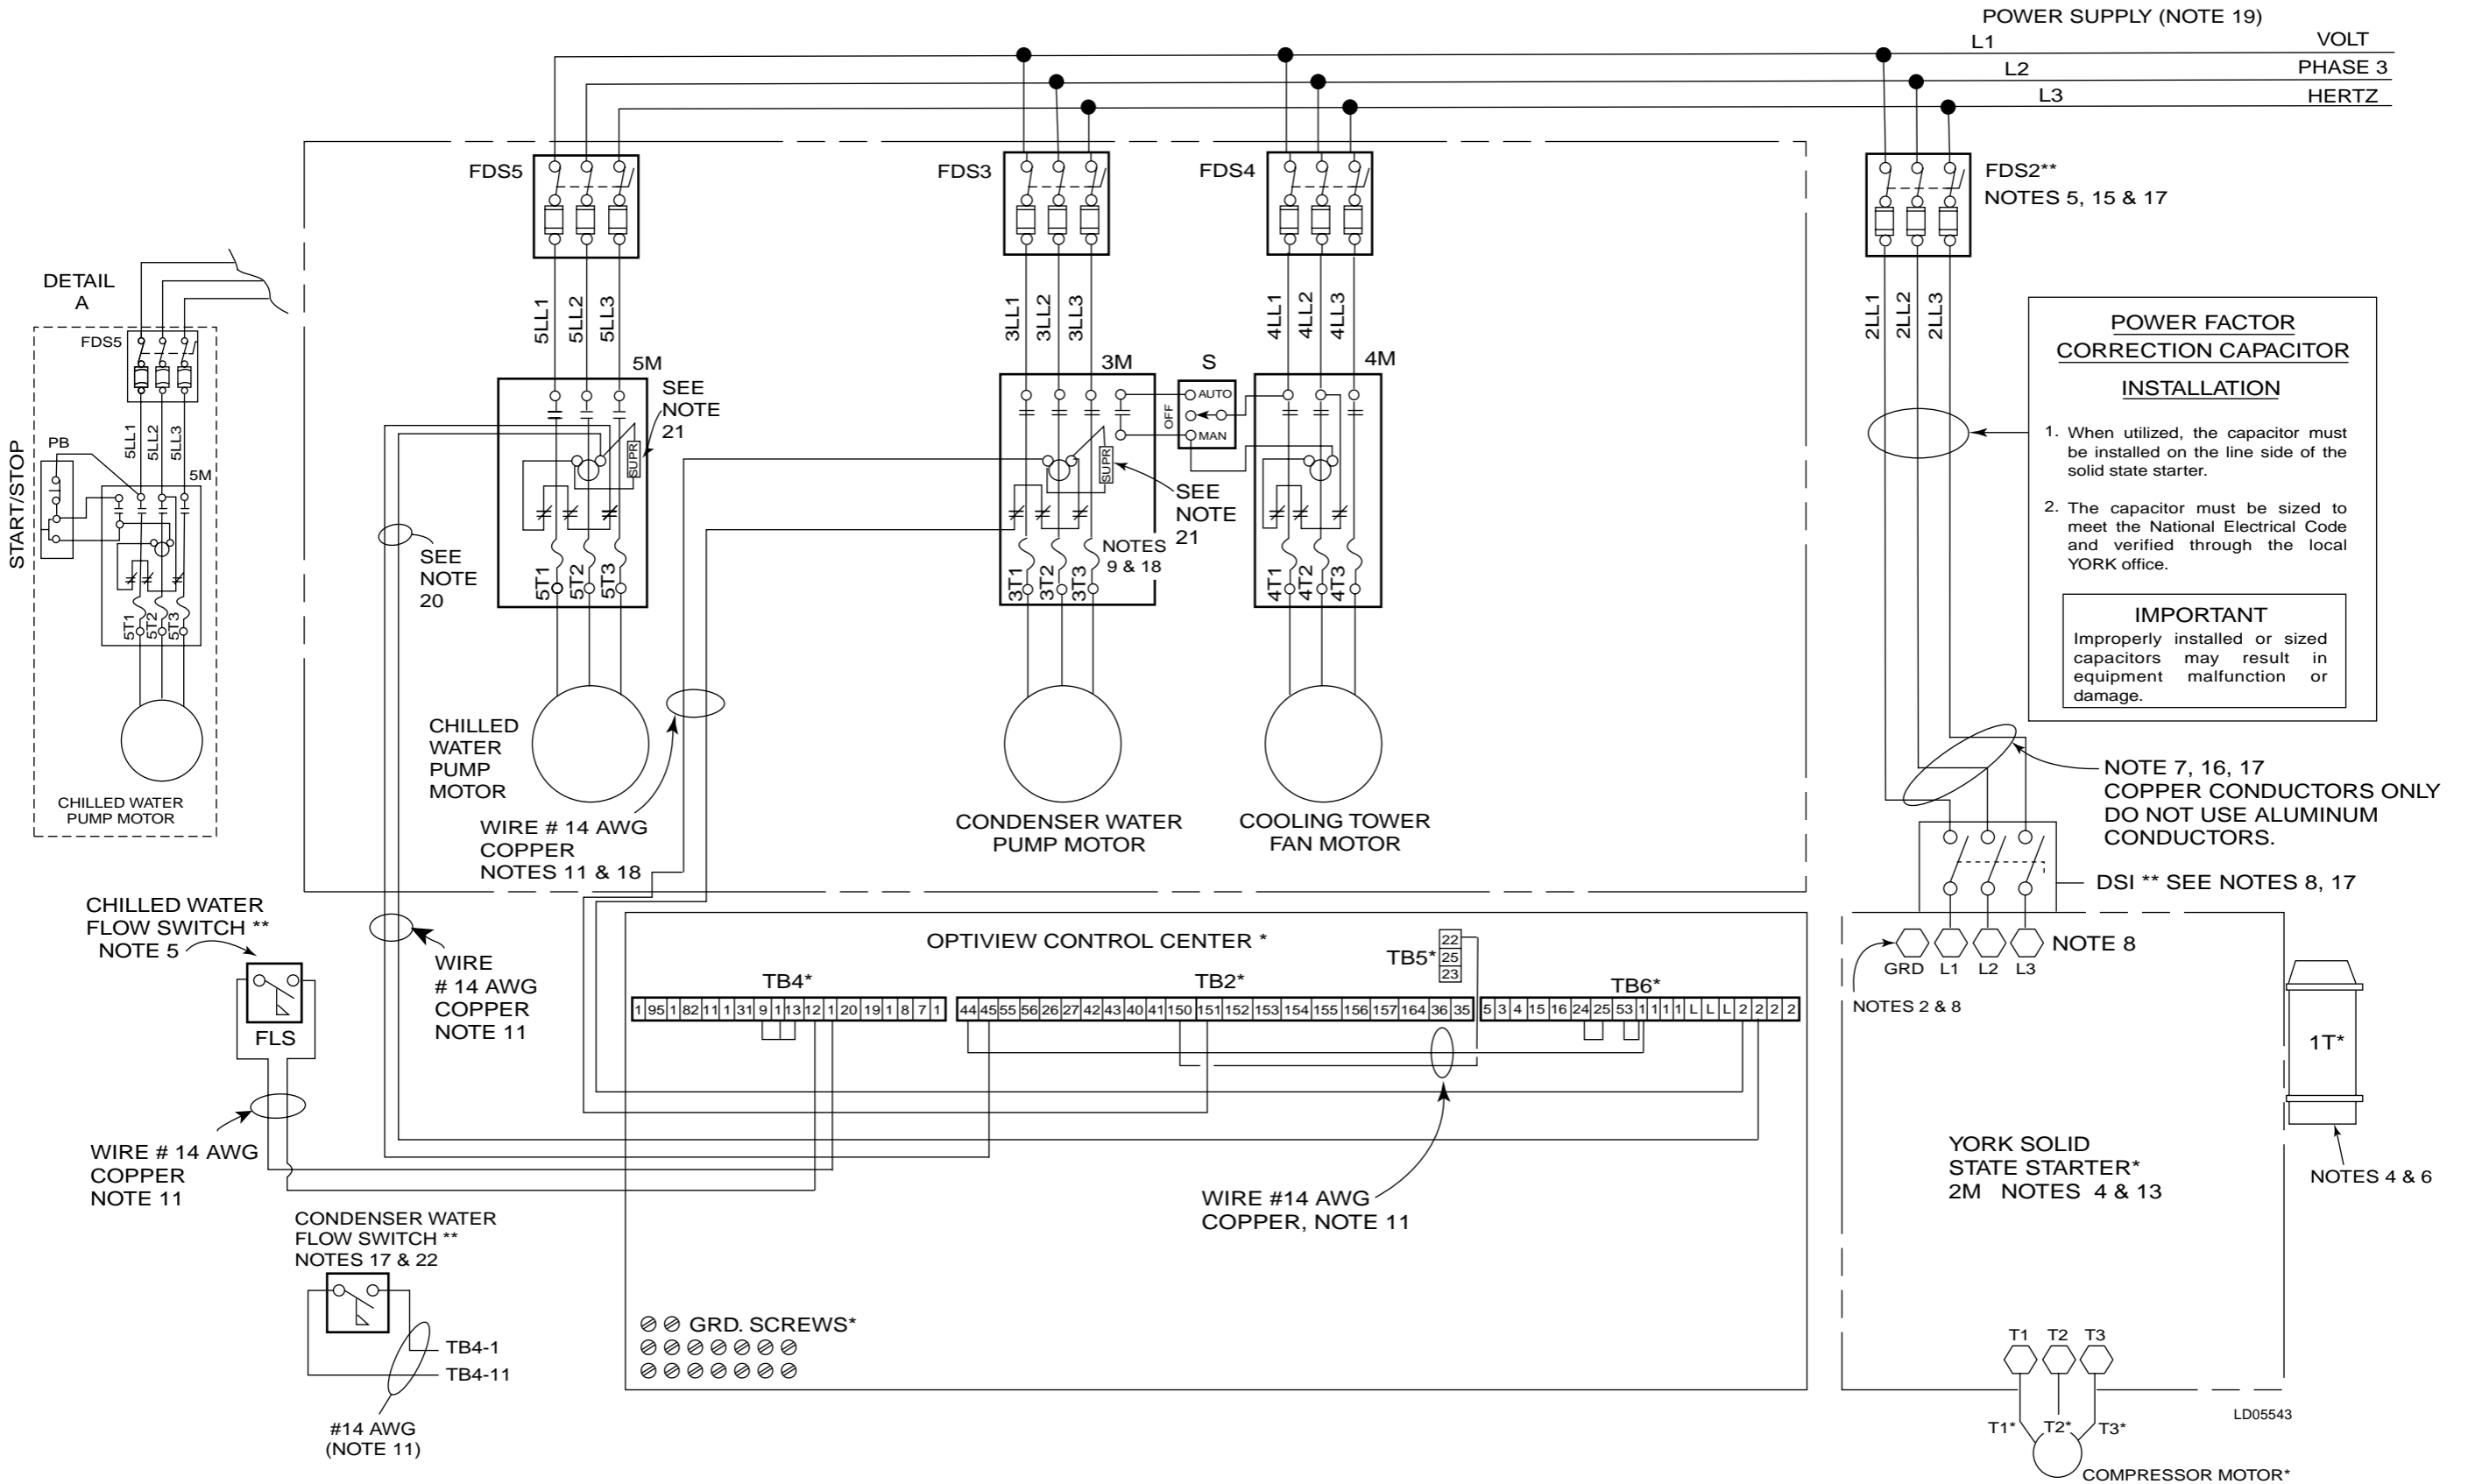 POWER SUPPLY (NOTE 19)
L1 VOLT
L2 PHASE 3
L3 HERTZ
FDS5
FDS3
FDS4
FDS2**
NOTES 5, 15 & 17
DETAIL
A
FDS5
START/STOP
PB
5LL1
5LL2
5LL3
5M
5T1
5T2
5T3
CHILLED WATER
PUMP MOTOR
5LL1
5LL2
5LL3
5M
SEE
NOTE
21
SUPR
SEE
NOTE
20
5T1
5T2
5T3
CHILLED
WATER
PUMP
MOTOR
WIRE # 14 AWG
COPPER
NOTES 11 & 18
3LL1
3LL2
3LL3
3M
SUPR
SEE
NOTE
21
NOTES
9 & 18
3T1
3T2
3T3
CONDENSER WATER
PUMP MOTOR
S
AUTO
OFF
MAN
4LL1
4LL2
4LL3
4M
4T1
4T2
4T3
COOLING TOWER
FAN MOTOR
2LL1
2LL2
2LL3
POWER FACTOR
CORRECTION CAPACITOR
INSTALLATION
1. When utilized, the capacitor must
be installed on the line side of the
solid state starter.
2. The capacitor must be sized to
meet the National Electrical Code
and verified through the local
YORK office.
IMPORTANT
Improperly installed or sized
capacitors may result in
equipment malfunction or
damage.
NOTE 7, 16, 17
COPPER CONDUCTORS ONLY
DO NOT USE ALUMINUM
CONDUCTORS.
DSI ** SEE NOTES 8, 17
CHILLED WATER
FLOW SWITCH **
NOTE 5
FLS
WIRE
# 14 AWG
COPPER
NOTE 11
WIRE # 14 AWG
COPPER
NOTE 11
OPTIVIEW CONTROL CENTER *
TB4*
1 95 1 82 11 1 31 9 1 13 12 1 20 19 1 8 7 1
TB2*
44 45 55 56 26 27 42 43 40 41 150 151 152 153 154 155 156 157 164 36 35
TB5*
22
25
23
TB6*
5 3 4 15 16 24 25 53 1 1 1 1 L L L 2 2 2 2
WIRE #14 AWG
COPPER, NOTE 11
CONDENSER WATER
FLOW SWITCH **
NOTES 17 & 22
TB4-1
TB4-11
#14 AWG
(NOTE 11)
GRD. SCREWS*
NOTE 8
GRD L1 L2 L3
NOTES 2 & 8
1T*
NOTES 4 & 6
YORK SOLID
STATE STARTER*
2M NOTES 4 & 13
T1 T2 T3
LD05543
T1* T2* T3*
COMPRESSOR MOTOR*